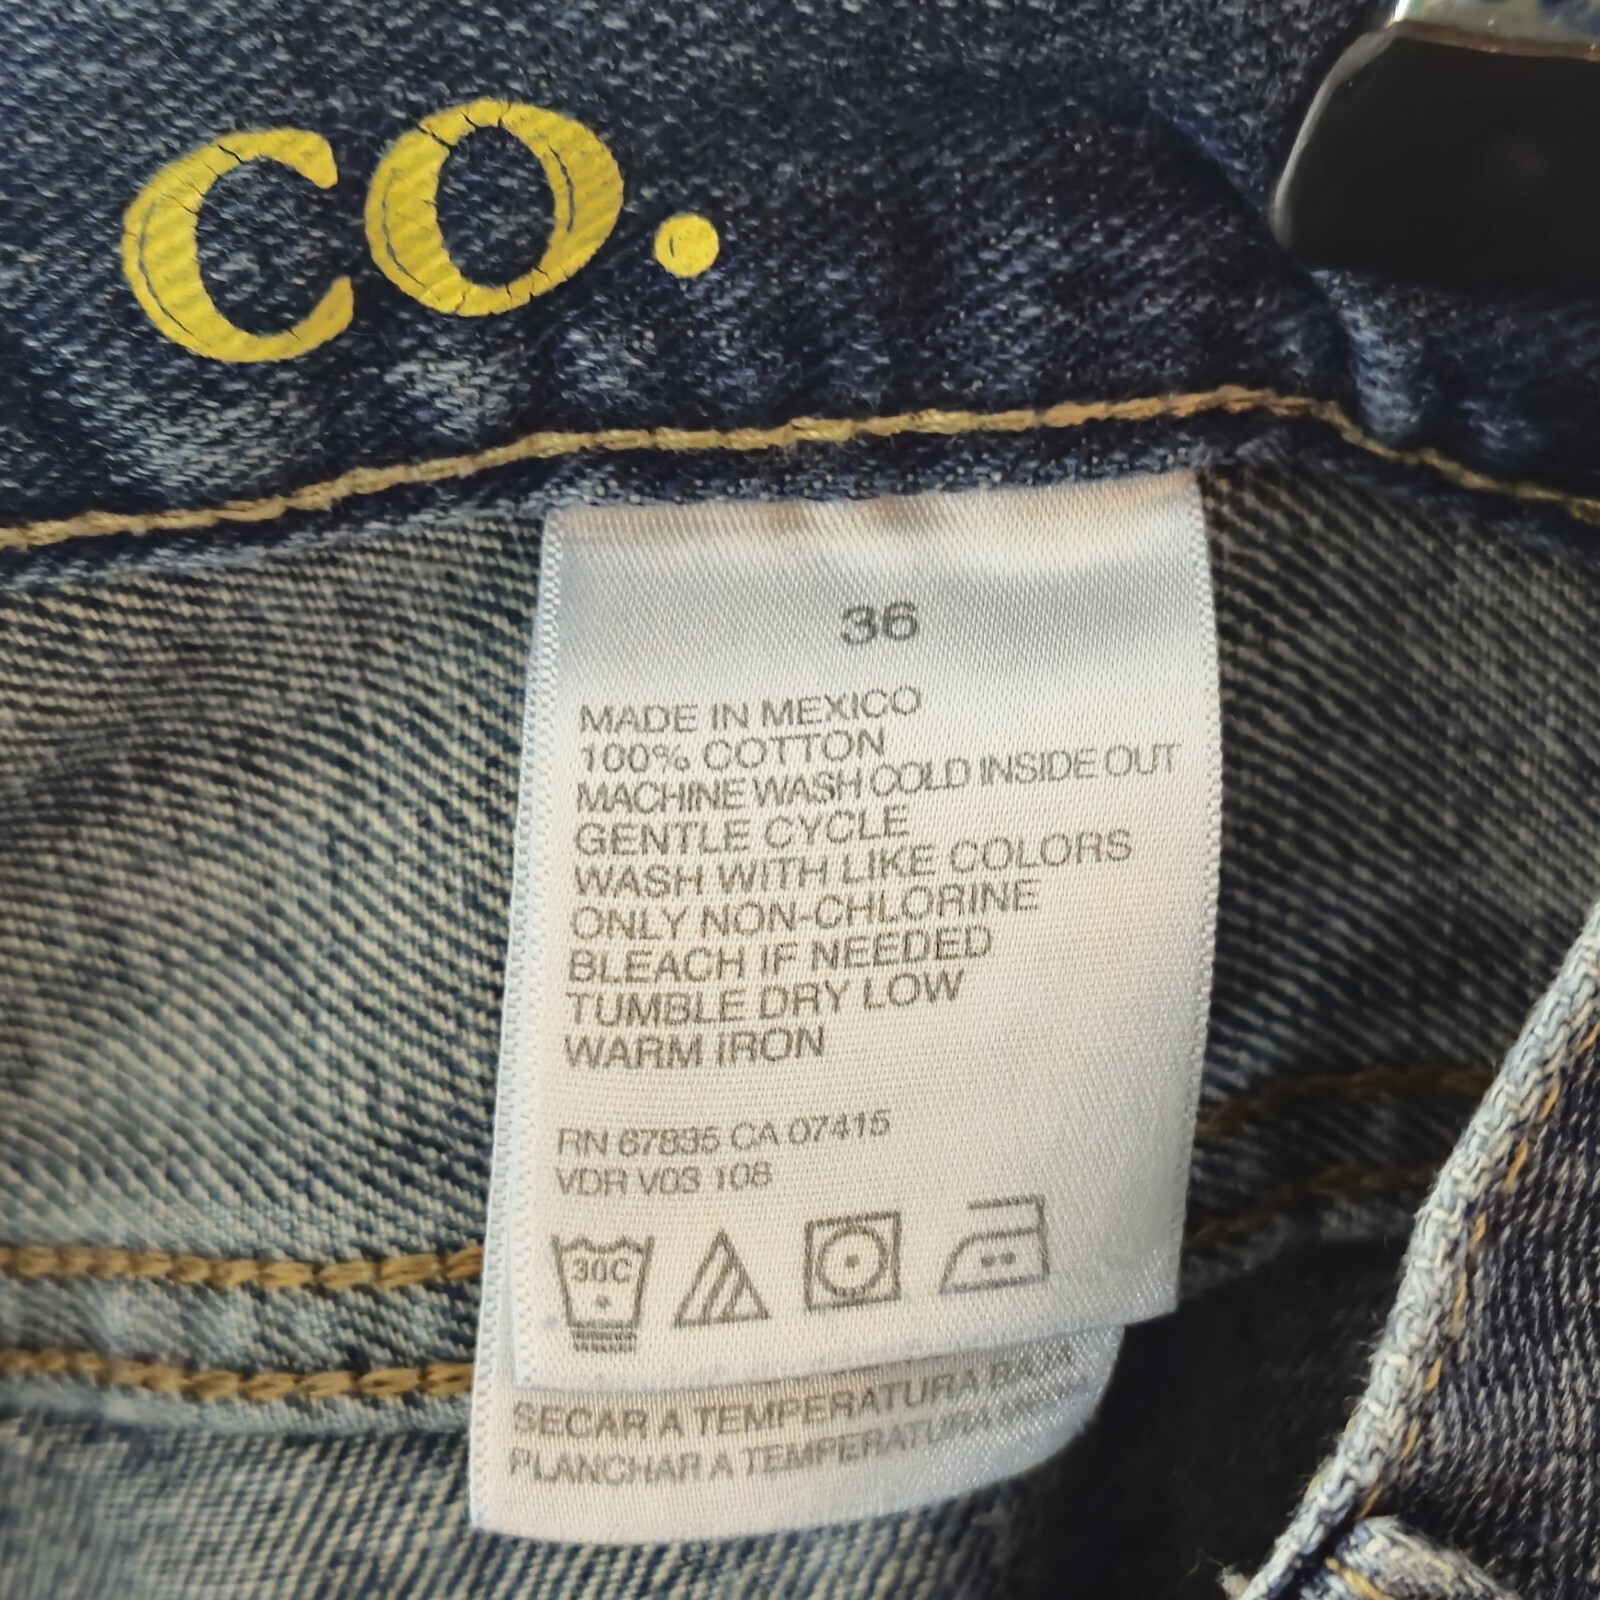 CO.
36
MADE IN MEXICO
100% COTTON
MACHINE WASH COLD INSIDE OUT
GENTLE CYCLE
WASH WITH LIKE COLORS
ONLY NON-CHLORINE
BLEACH IF NEEDED
TUMBLE DRY LOW
WARM IRON
RN 67895 CA 07415
VDR V03 108
30C
SECAR A TEMPERATURA BAJA
PLANCHAR A TEMPERATURA